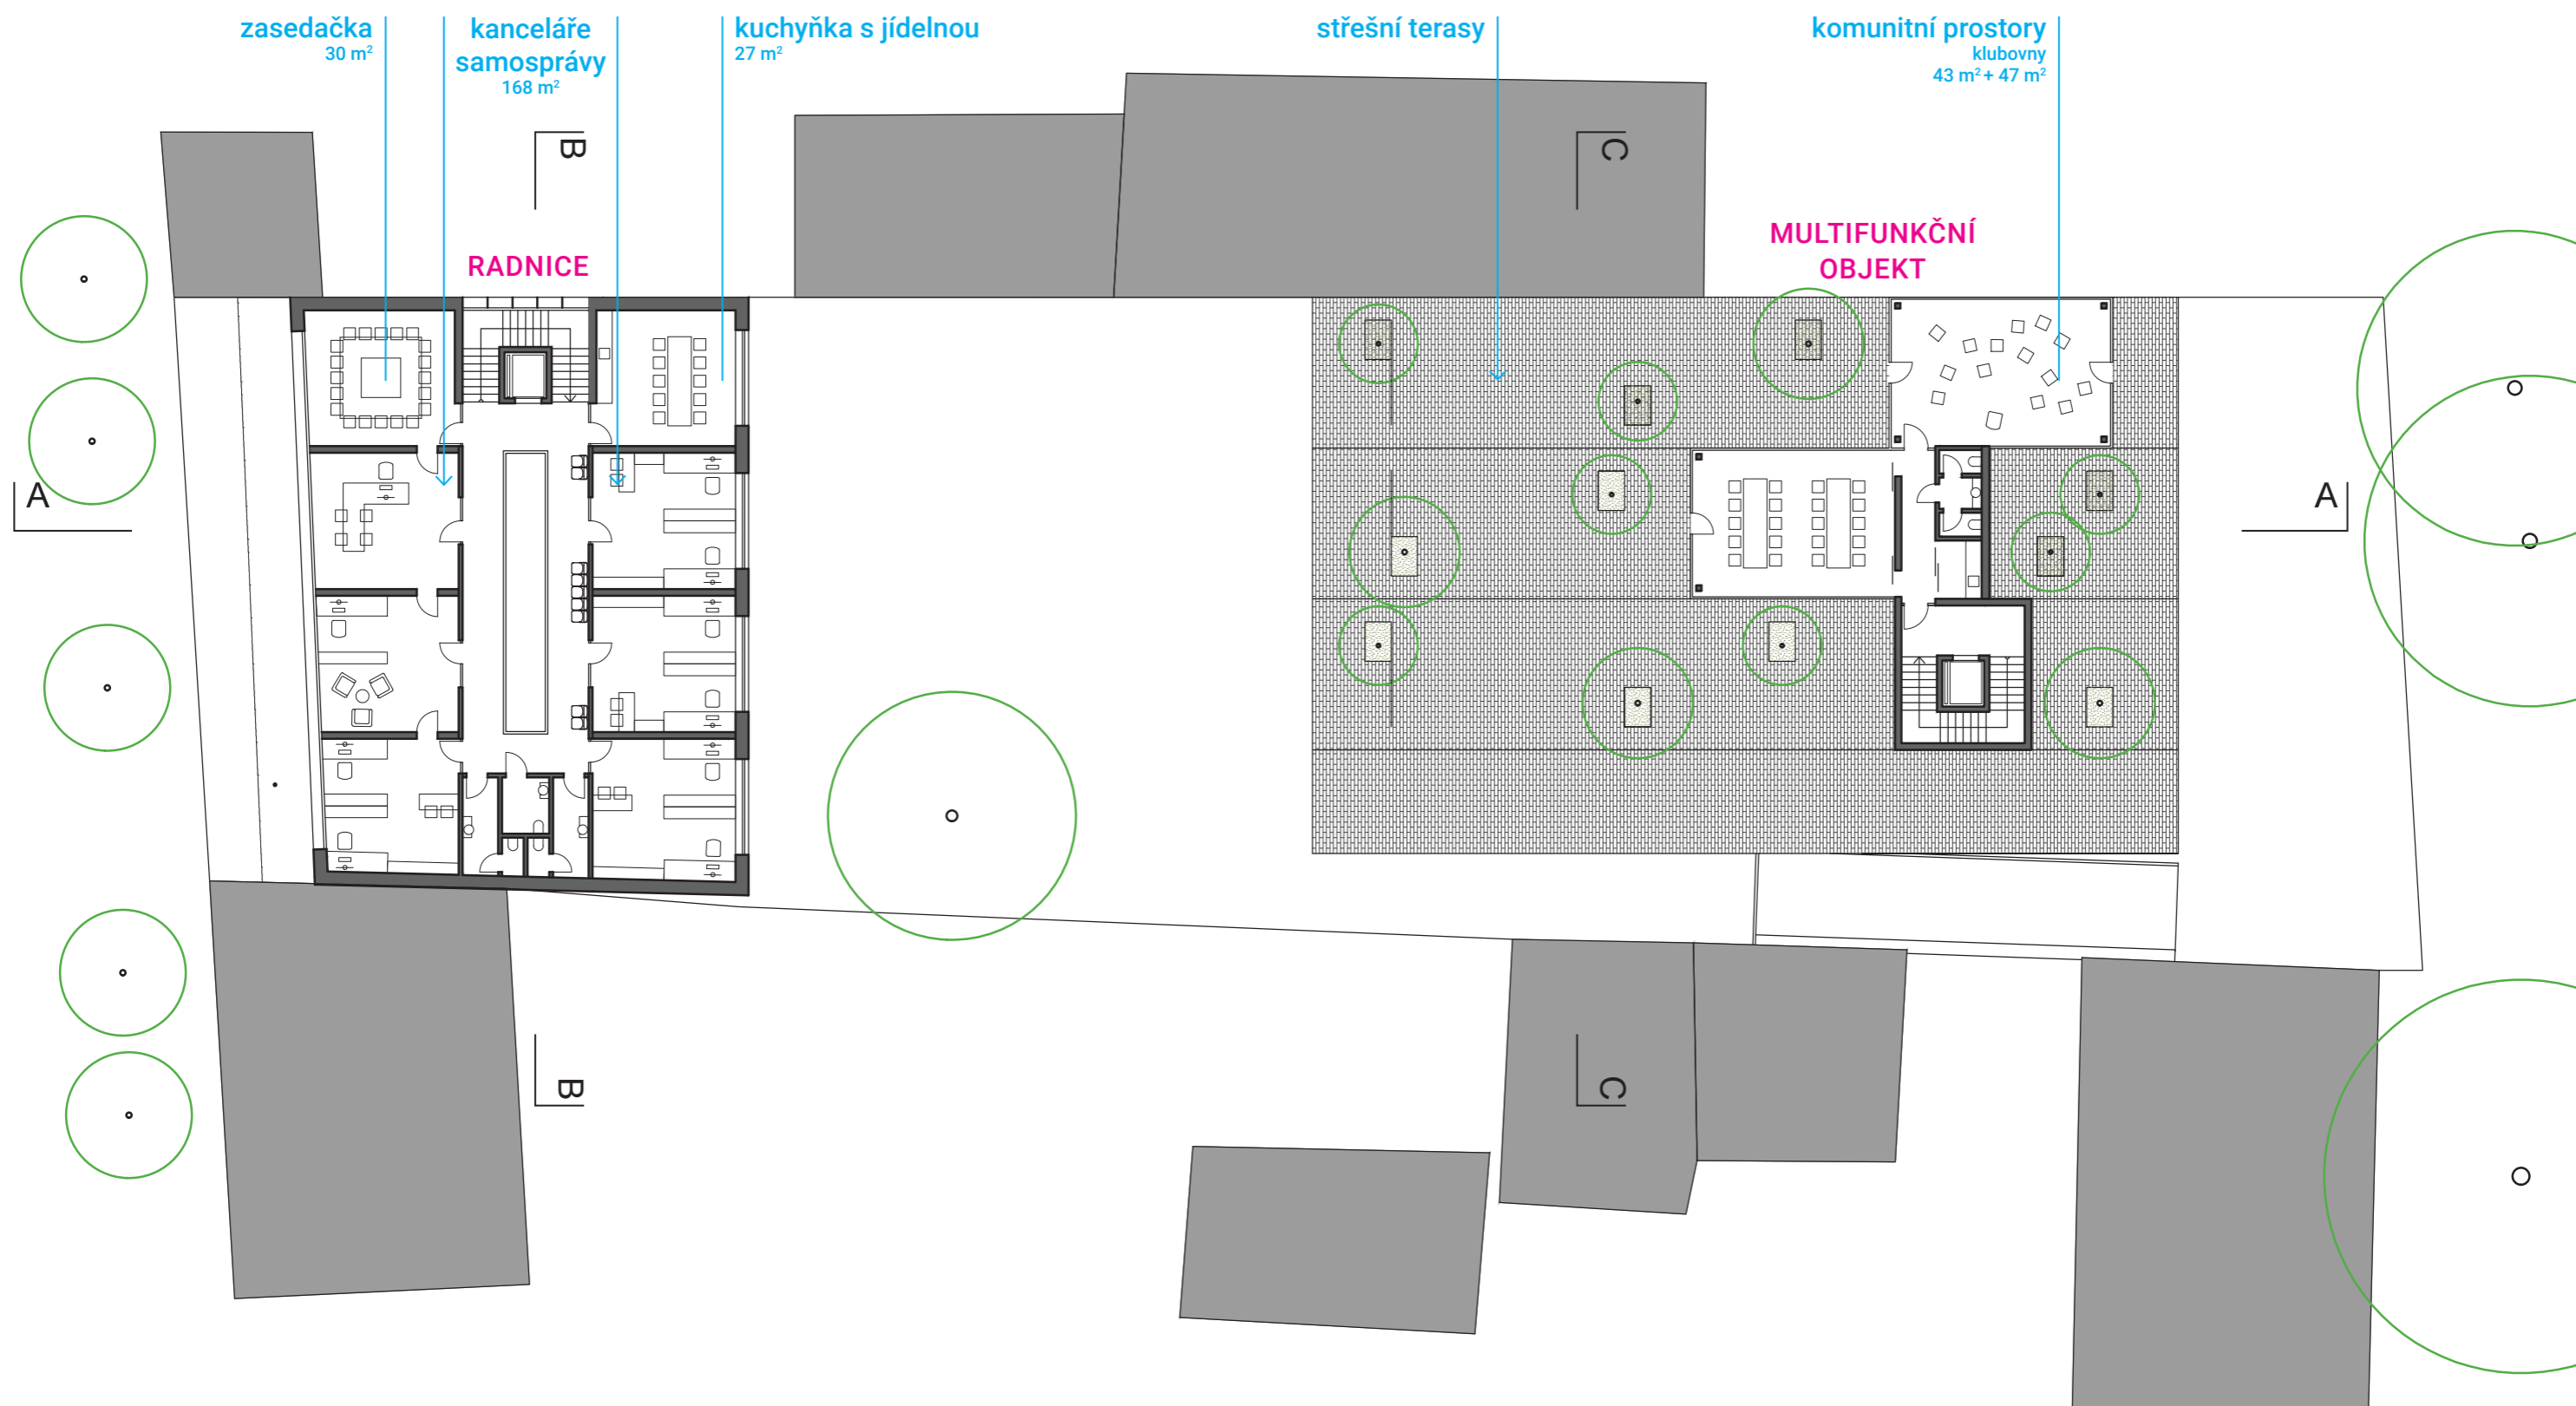 zasedačka
30 m²
kanceláře
samosprávy
168 m²
kuchyňka s jídelnou
27 m²
střešní terasy
komunitní prostory
klubovny
43 m² + 47 m²
B
C
RADNICE
MULTIFUNKČNÍ
OBJEKT
A
A
B
C